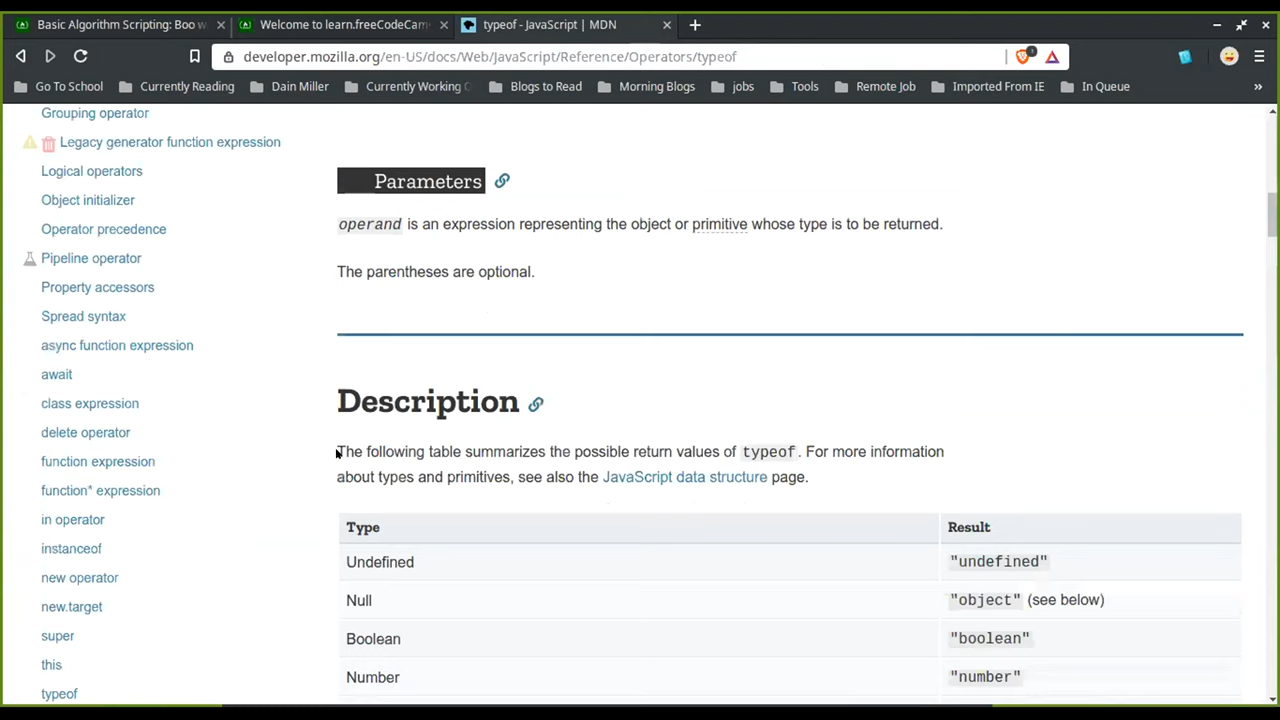 Basic Algorithm Scripting: Boo w
Welcome to learn.freeCodeCam
typeof - JavaScript | MDN
developer.mozilla.org/en-US/docs/Web/JavaScript/Reference/Operators/typeof
1
Go To School
Currently Reading
Dain Miller
Currently Working
Blogs to Read
Morning Blogs
jobs
Tools
Remote Job
Imported From IE
In Queue
»
Grouping operator
Legacy generator function expression
Logical operators
Object initializer
Operator precedence
Pipeline operator
Property accessors
Spread syntax
async function expression
await
class expression
delete operator
function expression
function* expression
in operator
instanceof
new operator
new.target
super
this
typeof
Parameters
operand is an expression representing the object or primitive whose type is to be returned.
The parentheses are optional.
Description
The following table summarizes the possible return values of typeof. For more information
about types and primitives, see also the JavaScript data structure page.
Type Result
Undefined "undefined"
Null "object" (see below)
Boolean "boolean"
Number "number"